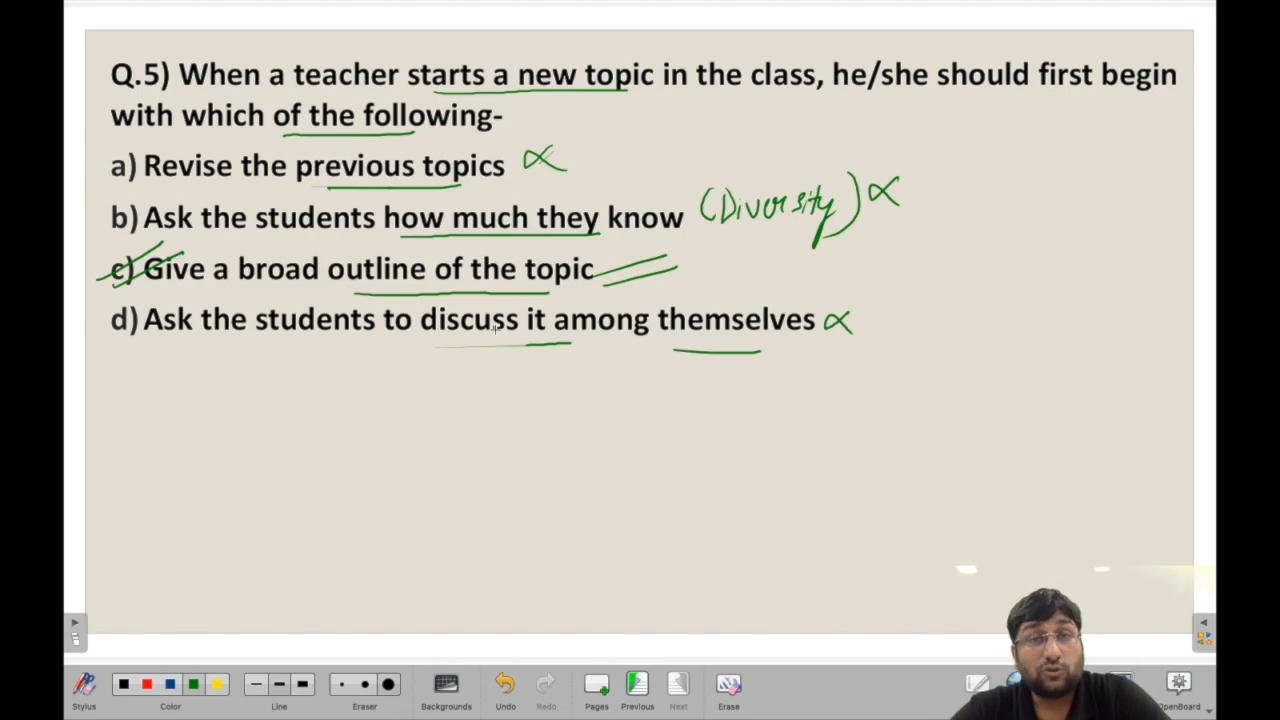 Q.5) When a teacher starts a new topic in the class, he/she should first begin
with which of the following-
a) Revise the previous topics
b) Ask the students how much they know (Diversity)
c) Give a broad outline of the topic
d) Ask the students to discuss it among themselves
Stylus Color Line Eraser Backgrounds Undo Redo Pages Previous Next Erase OpenBoard